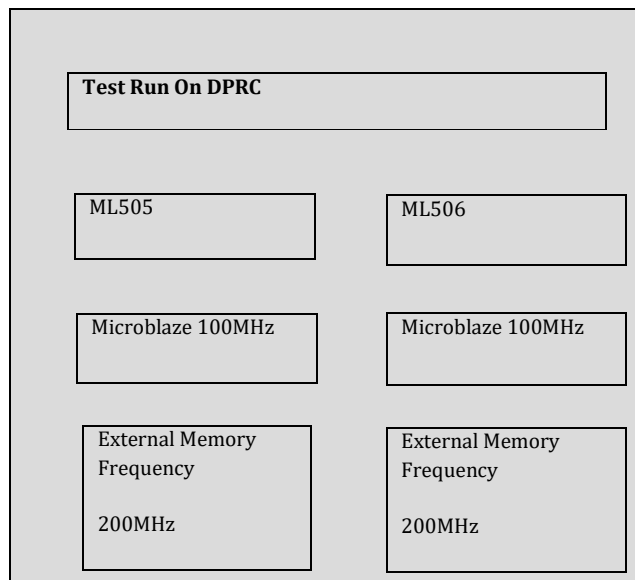 Test Run On DPRC
ML505
ML506
Microblaze 100MHz
Microblaze 100MHz
External Memory
Frequency
200MHz
External Memory
Frequency
200MHz